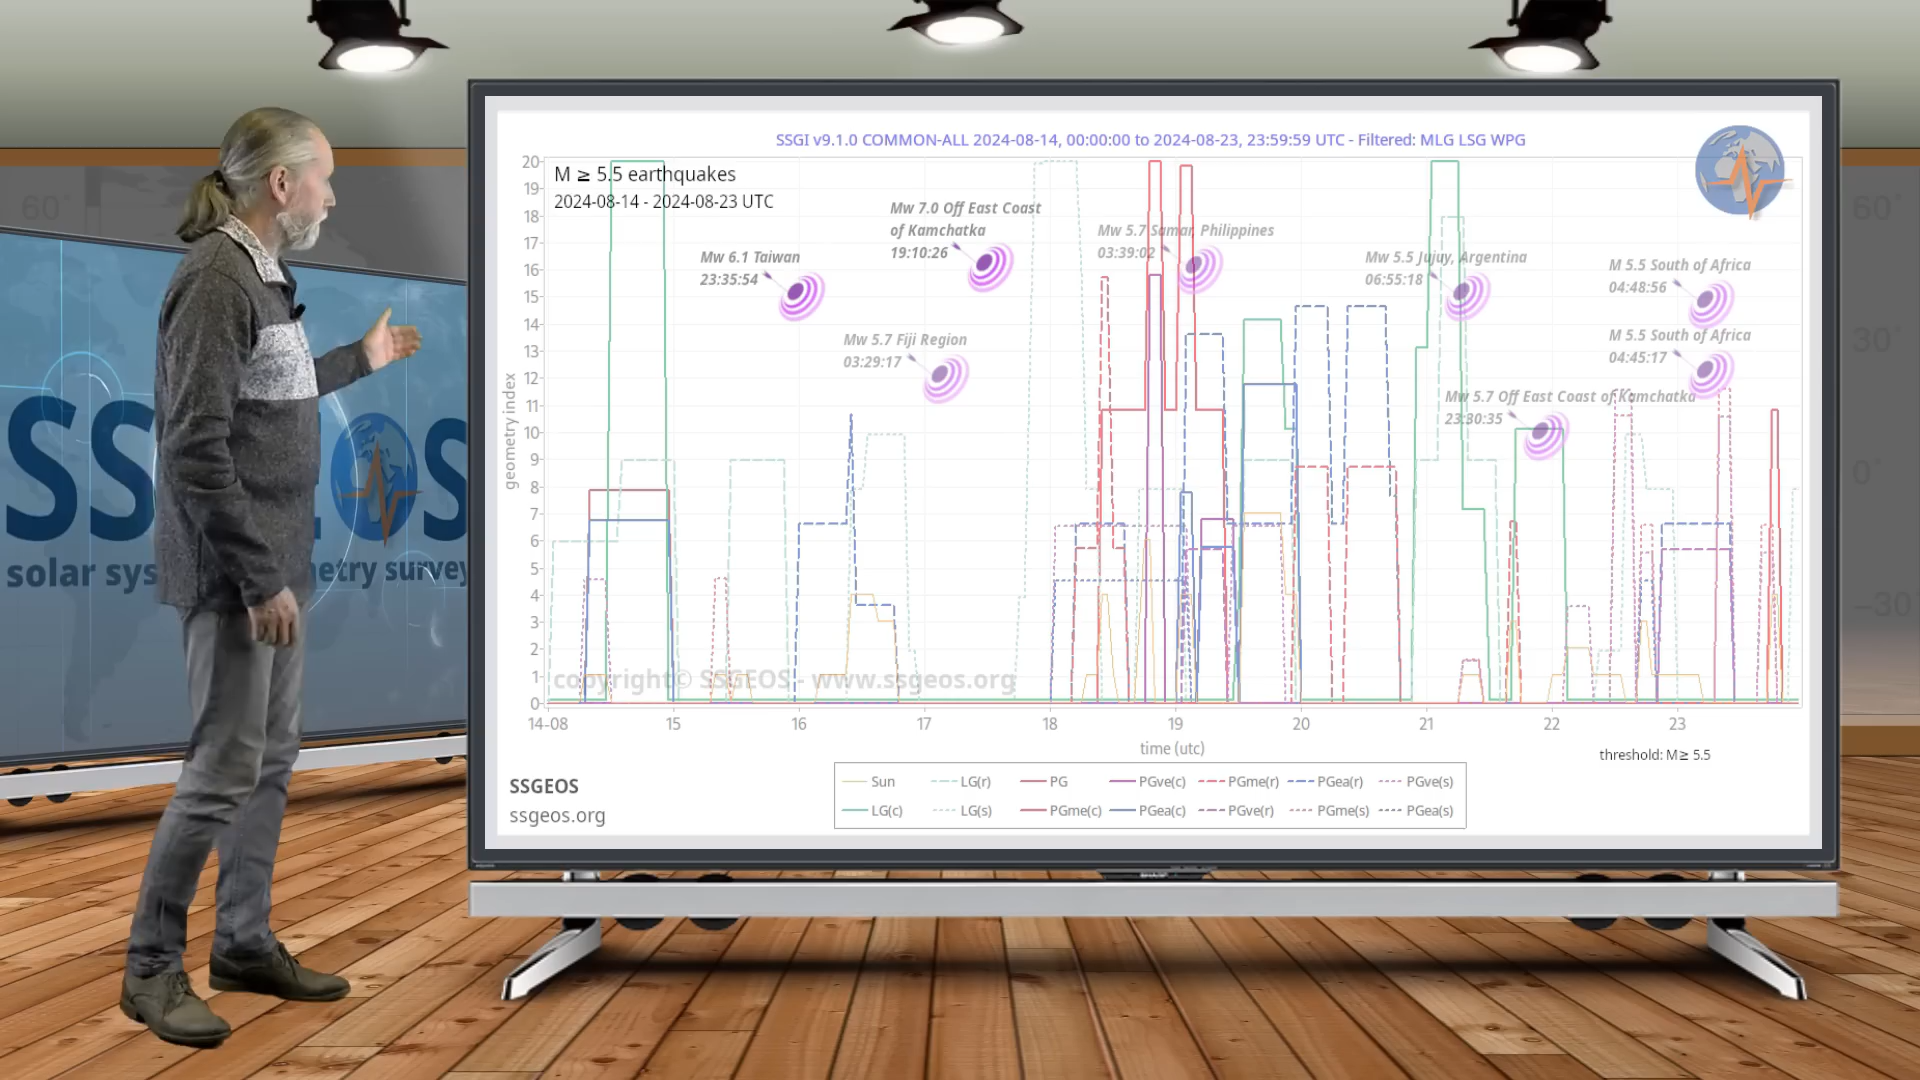 SSGI v9.1.0 COMMON-ALL 2024-08-14, 00:00:00 to 2024-08-23, 23:59:59 UTC - Filtered: MLG LSG WPG
M ≥ 5.5 earthquakes
2024-08-14 - 2024-08-23 UTC
Mw 6.1 Taiwan
23:35:54
Mw 7.0 Off East Coast
of Kamchatka
19:10:26
Mw 5.7 Fiji Region
03:29:17
Mw 5.7 Samar, Philippines
03:39:02
Mw 5.5 Jujuy, Argentina
06:55:18
M 5.5 South of Africa
04:48:56
M 5.5 South of Africa
04:45:17
Mw 5.7 Off East Coast of Kamchatka
23:30:35
geometry index
20
19
18
17
16
15
14
13
12
11
10
9
8
7
6
5
4
3
2
1
0
copyright© SSGEOS - www.ssgeos.org
14-08 15 16 17 18 19 20 21 22 23
time (utc)
threshold: M≥ 5.5
Sun LG(r) PG PGve(c) PGme(r) PGea(r) PGve(s)
LG(c) LG(s) PGme(c) PGea(c) PGve(r) PGme(s) PGea(s)
SSGEOS
ssgeos.org
60°
SS OS
solar sys etry survey
60°
30°
0°
−30°